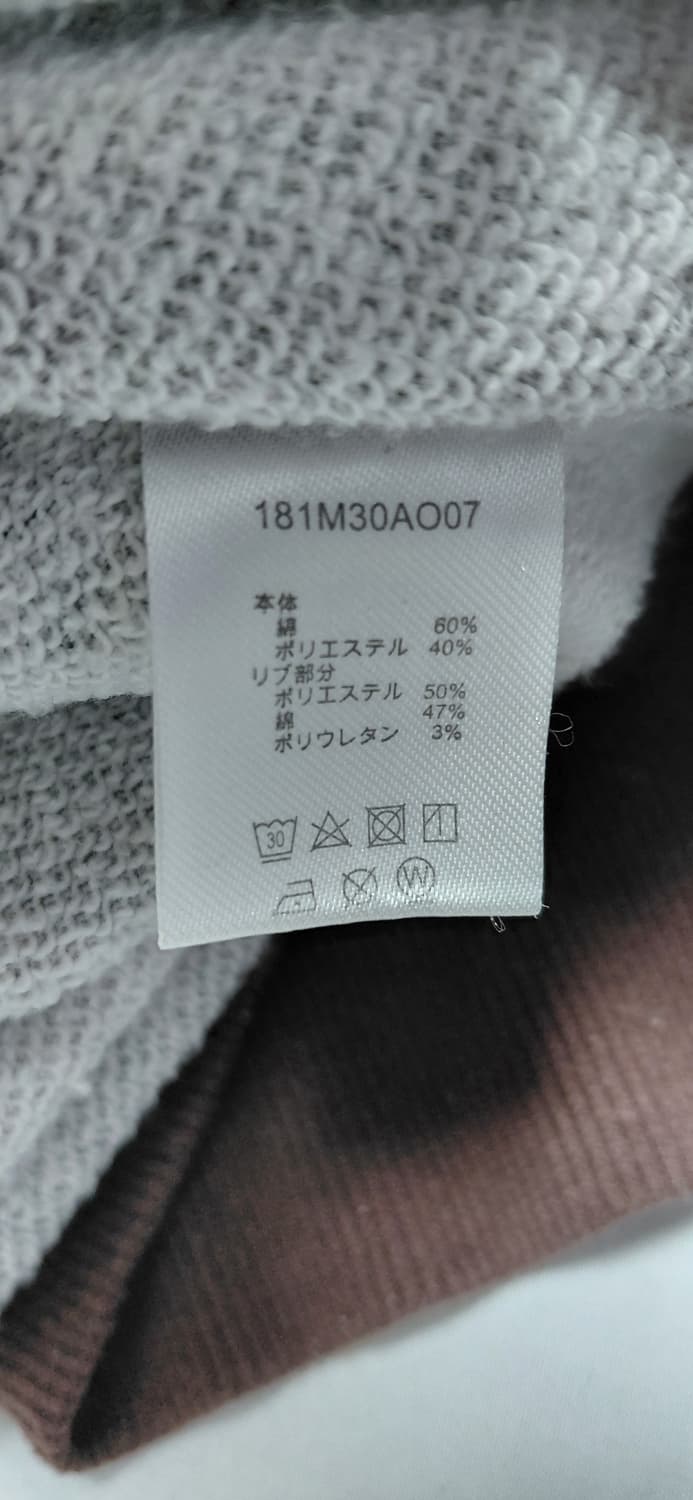 181M30AO07
本体
綿 60%
ポリエステル 40%
リブ部分
ポリエステル 50%
綿 47%
ポリウレタン 3%
30
W